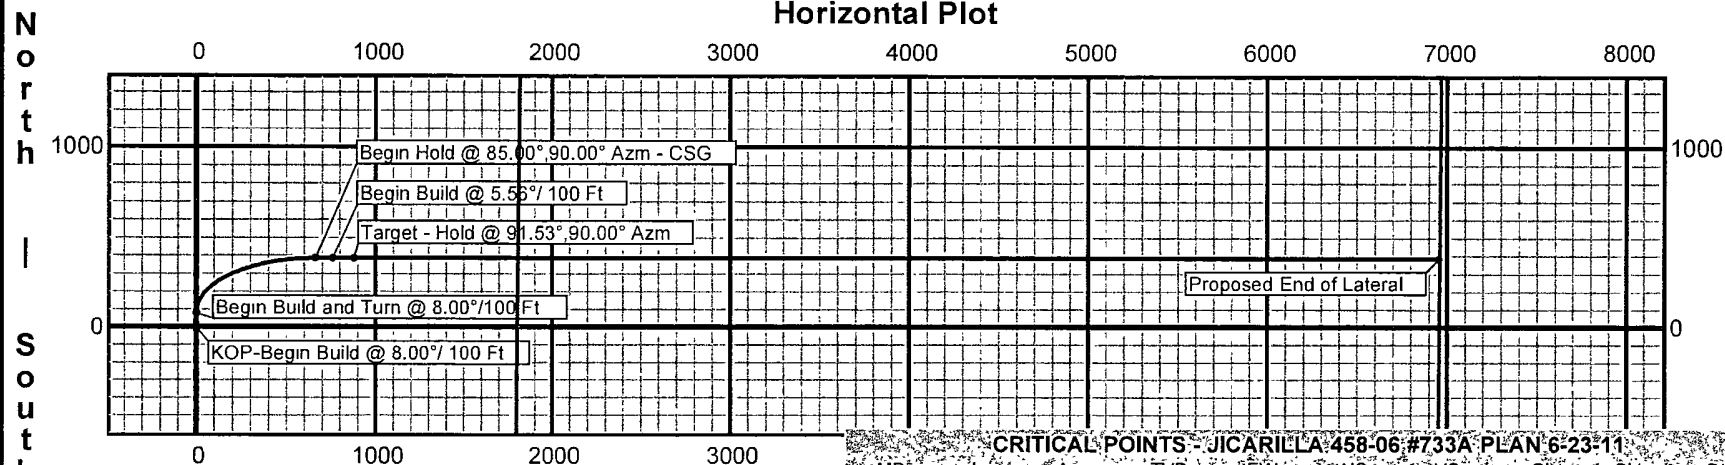 Horizontal Plot
North | Sout
0 1000 2000 3000 4000 5000 6000 7000 8000
1000 1000
Begin Hold @ 85.00°,90.00° Azm - CSG
Begin Build @ 5.56°/ 100 Ft
Target - Hold @ 91.53°,90.00° Azm
Proposed End of Lateral
Begin Build and Turn @ 8.00°/100 Ft
0 0
KOP-Begin Build @ 8.00°/ 100 Ft
0 1000 2000 3000
CRITICAL POINTS - JICARILLA 458-06 #733A PLAN 6-23-11